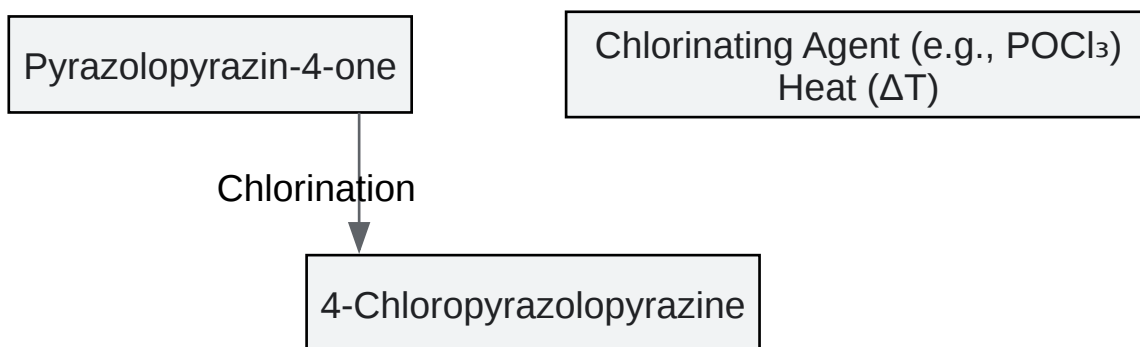 Pyrazolopyrazin-4-one
Chlorinating Agent (e.g., POCl₃)
Heat (ΔT)
Chlorination
4-Chloropyrazolopyrazine